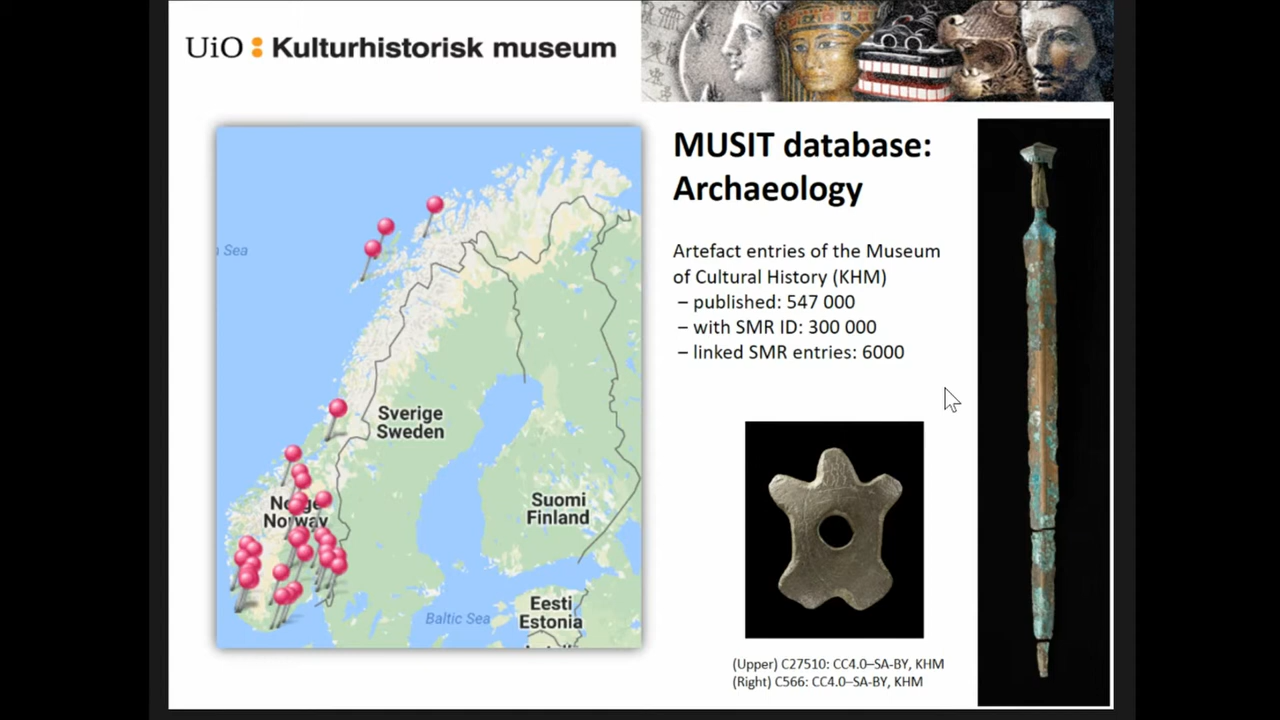 UiO : Kulturhistorisk museum
MUSIT database:
Archaeology
Artefact entries of the Museum
of Cultural History (KHM)
– published: 547 000
– with SMR ID: 300 000
– linked SMR entries: 6000
Sea
Sverige
Sweden
Norge
Norway
Suomi
Finland
Baltic Sea
Eesti
Estonia
(Upper) C27510: CC4.0–SA-BY, KHM
(Right) C566: CC4.0–SA-BY, KHM